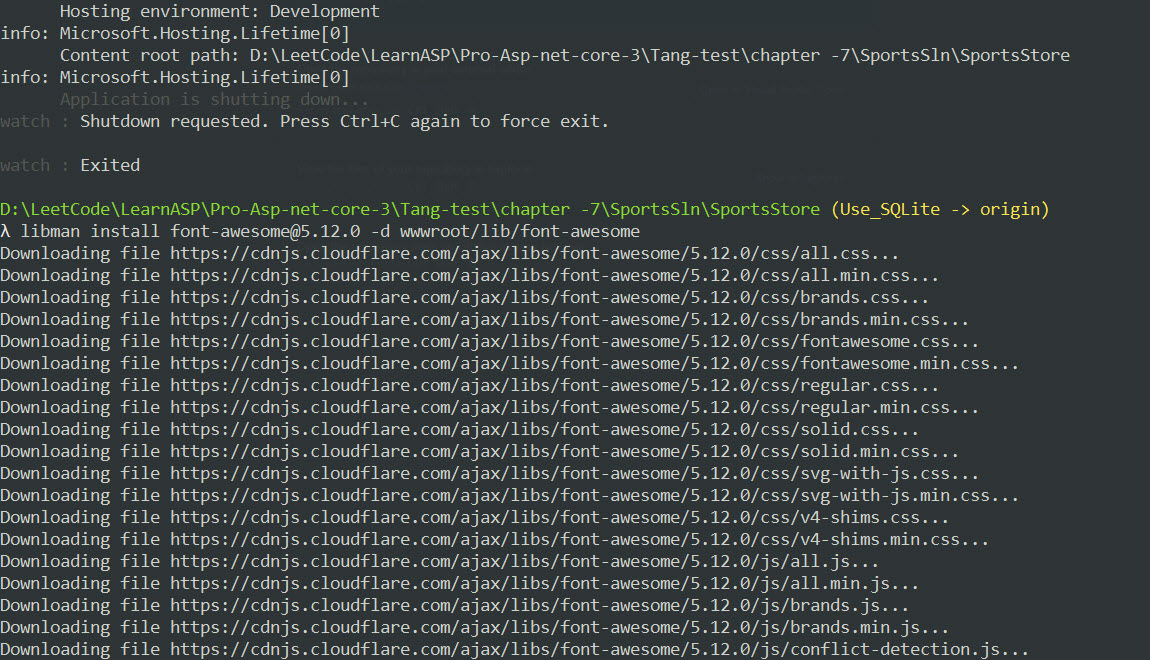 Hosting environment: Development
info: Microsoft.Hosting.Lifetime[0]
Content root path: D:\LeetCode\LearnASP\Pro-Asp-net-core-3\Tang-test\chapter -7\SportsSln\SportsStore
info: Microsoft.Hosting.Lifetime[0]
Application is shutting down...
watch : Shutdown requested. Press Ctrl+C again to force exit.
watch : Exited
D:\LeetCode\LearnASP\Pro-Asp-net-core-3\Tang-test\chapter -7\SportsSln\SportsStore (Use_SQLite -> origin)
λ libman install font-awesome@5.12.0 -d wwwroot/lib/font-awesome
Downloading file https://cdnjs.cloudflare.com/ajax/libs/font-awesome/5.12.0/css/all.css...
Downloading file https://cdnjs.cloudflare.com/ajax/libs/font-awesome/5.12.0/css/all.min.css...
Downloading file https://cdnjs.cloudflare.com/ajax/libs/font-awesome/5.12.0/css/brands.css...
Downloading file https://cdnjs.cloudflare.com/ajax/libs/font-awesome/5.12.0/css/brands.min.css...
Downloading file https://cdnjs.cloudflare.com/ajax/libs/font-awesome/5.12.0/css/fontawesome.css...
Downloading file https://cdnjs.cloudflare.com/ajax/libs/font-awesome/5.12.0/css/fontawesome.min.css...
Downloading file https://cdnjs.cloudflare.com/ajax/libs/font-awesome/5.12.0/css/regular.css...
Downloading file https://cdnjs.cloudflare.com/ajax/libs/font-awesome/5.12.0/css/regular.min.css...
Downloading file https://cdnjs.cloudflare.com/ajax/libs/font-awesome/5.12.0/css/solid.css...
Downloading file https://cdnjs.cloudflare.com/ajax/libs/font-awesome/5.12.0/css/solid.min.css...
Downloading file https://cdnjs.cloudflare.com/ajax/libs/font-awesome/5.12.0/css/svg-with-js.css...
Downloading file https://cdnjs.cloudflare.com/ajax/libs/font-awesome/5.12.0/css/svg-with-js.min.css...
Downloading file https://cdnjs.cloudflare.com/ajax/libs/font-awesome/5.12.0/css/v4-shims.css...
Downloading file https://cdnjs.cloudflare.com/ajax/libs/font-awesome/5.12.0/css/v4-shims.min.css...
Downloading file https://cdnjs.cloudflare.com/ajax/libs/font-awesome/5.12.0/js/all.js...
Downloading file https://cdnjs.cloudflare.com/ajax/libs/font-awesome/5.12.0/js/all.min.js...
Downloading file https://cdnjs.cloudflare.com/ajax/libs/font-awesome/5.12.0/js/brands.js...
Downloading file https://cdnjs.cloudflare.com/ajax/libs/font-awesome/5.12.0/js/brands.min.js...
Downloading file https://cdnjs.cloudflare.com/ajax/libs/font-awesome/5.12.0/js/conflict-detection.js...